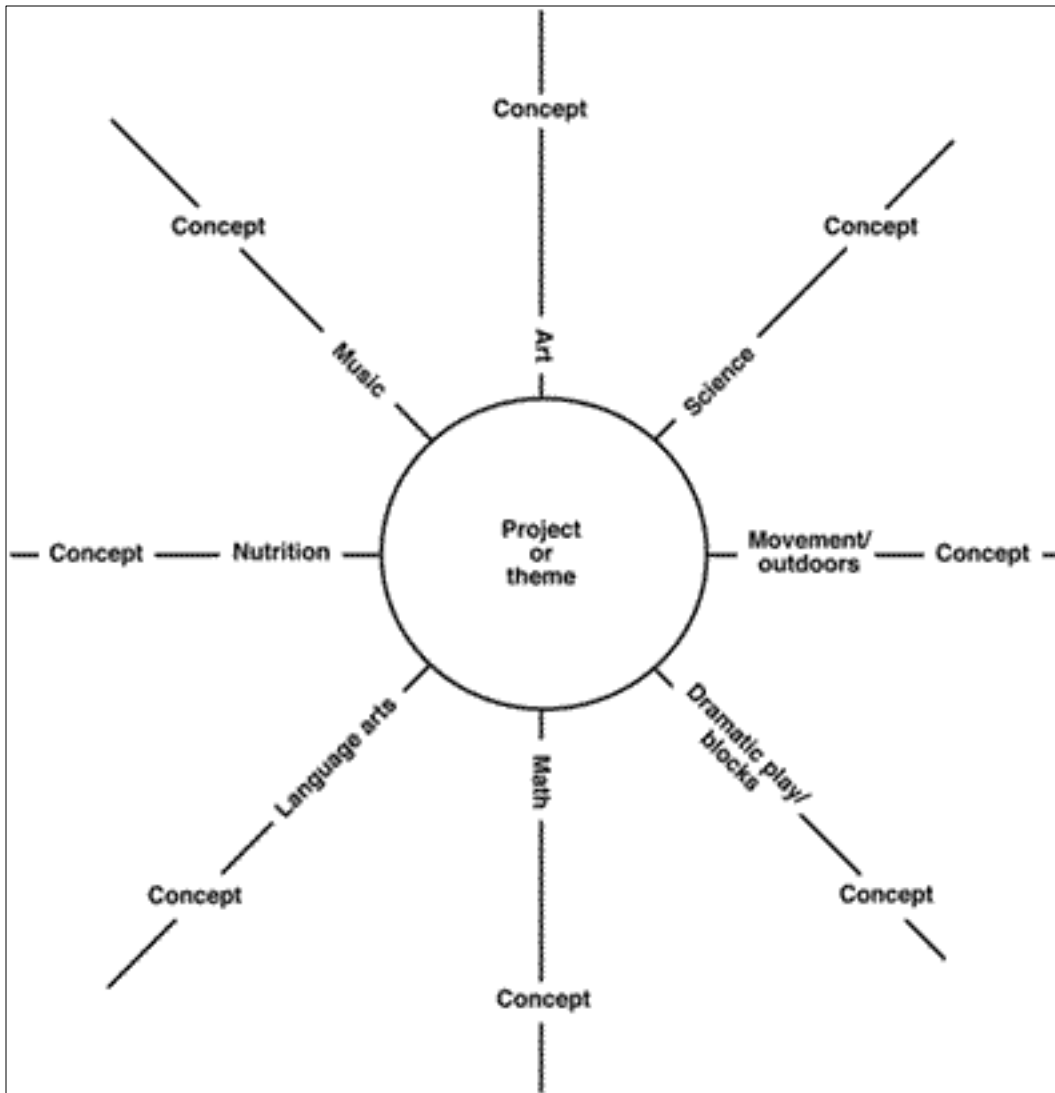 Concept
Concept
Concept
Art
Music
Science
Project
or
theme
Concept
Nutrition
Movement/
outdoors
Concept
Language arts
Math
Dramatic play/
blocks
Concept
Concept
Concept